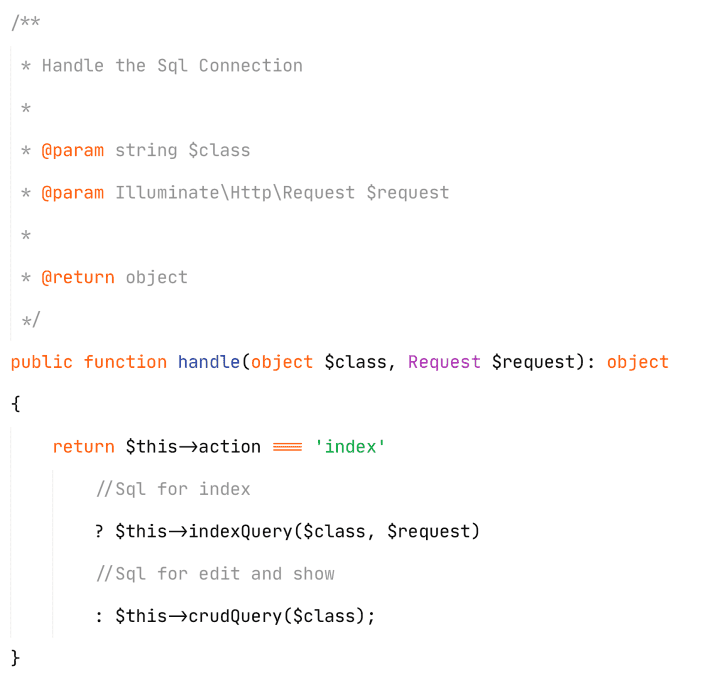 /**
 * Handle the Sql Connection
 *
 * @param string $class
 * @param Illuminate\Http\Request $request
 *
 * @return object
 */
public function handle(object $class, Request $request): object
{
    return $this->action === 'index'
        //Sql for index
        ? $this->indexQuery($class, $request)
        //Sql for edit and show
        : $this->crudQuery($class);
}